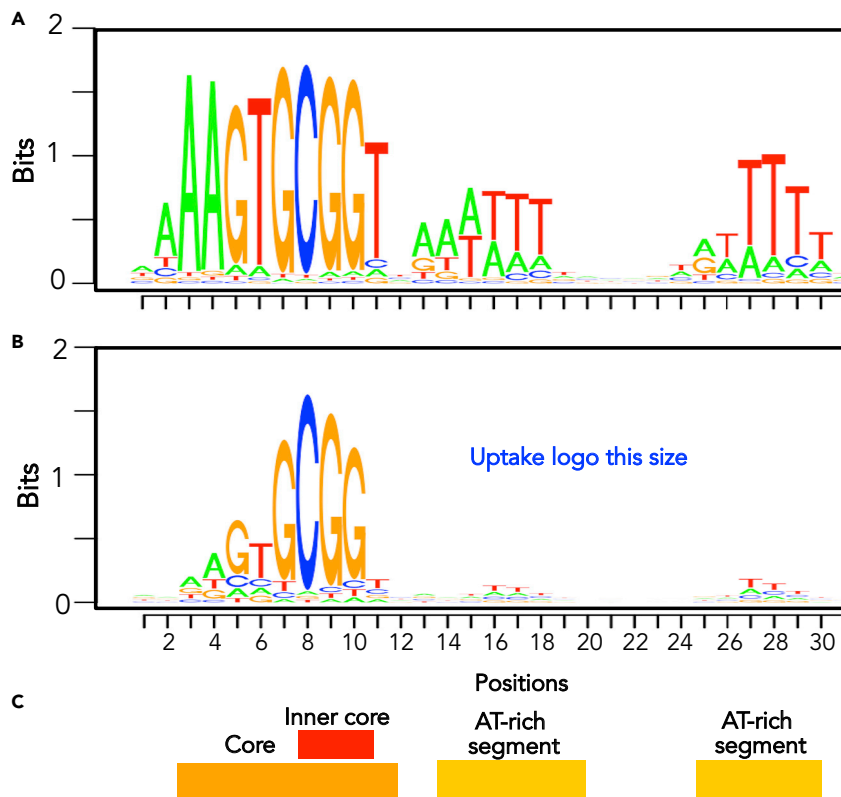 A
2
1
0
Bits
B
2
1
0
Bits
Uptake logo this size
2 4 6 8 10 12 14 16 18 20 22 24 26 28 30
Positions
C
Inner core
Core
AT-rich
segment
AT-rich
segment